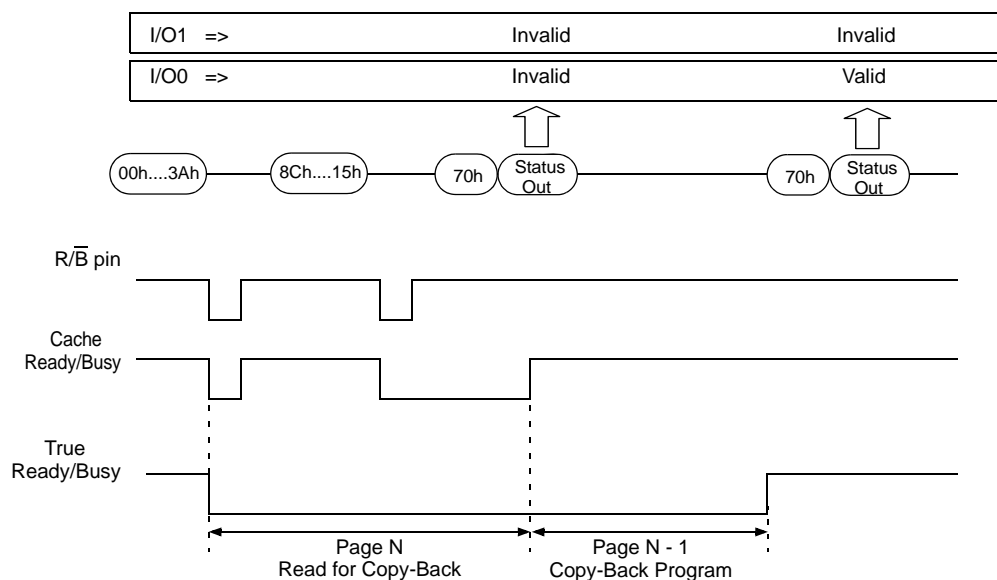 I/O1 => Invalid Invalid
I/O0 => Invalid Valid
00h....3Ah 8Ch....15h 70h Status Out 70h Status Out
R/B̅ pin
Cache
Ready/Busy
True
Ready/Busy
Page N Page N - 1
Read for Copy-Back Copy-Back Program